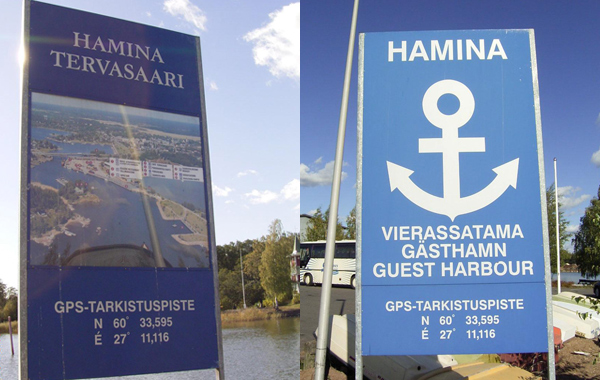 HAMINA
TERVASAARI
GPS-TARKISTUSPISTE
N 60° 33,595
É 27° 11,116
HAMINA
VIERASSATAMA
GÄSTHAMN
GUEST HARBOUR
GPS-TARKISTUSPISTE
N 60° 33,595
É 27° 11,116